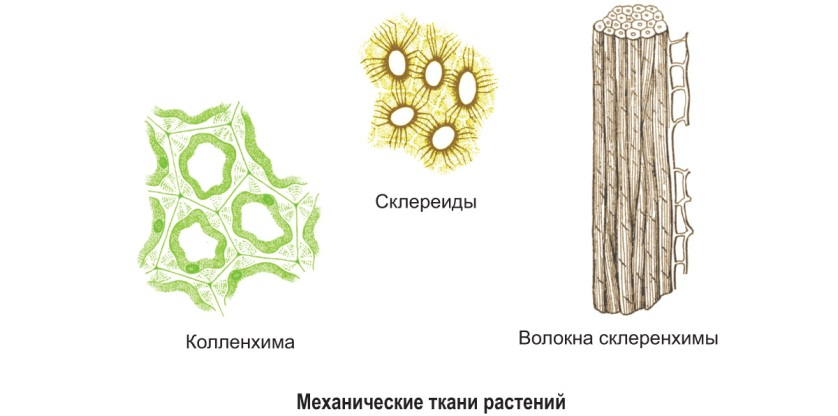 Склереиды
Колленхима
Волокна склеренхимы
Механические ткани растений